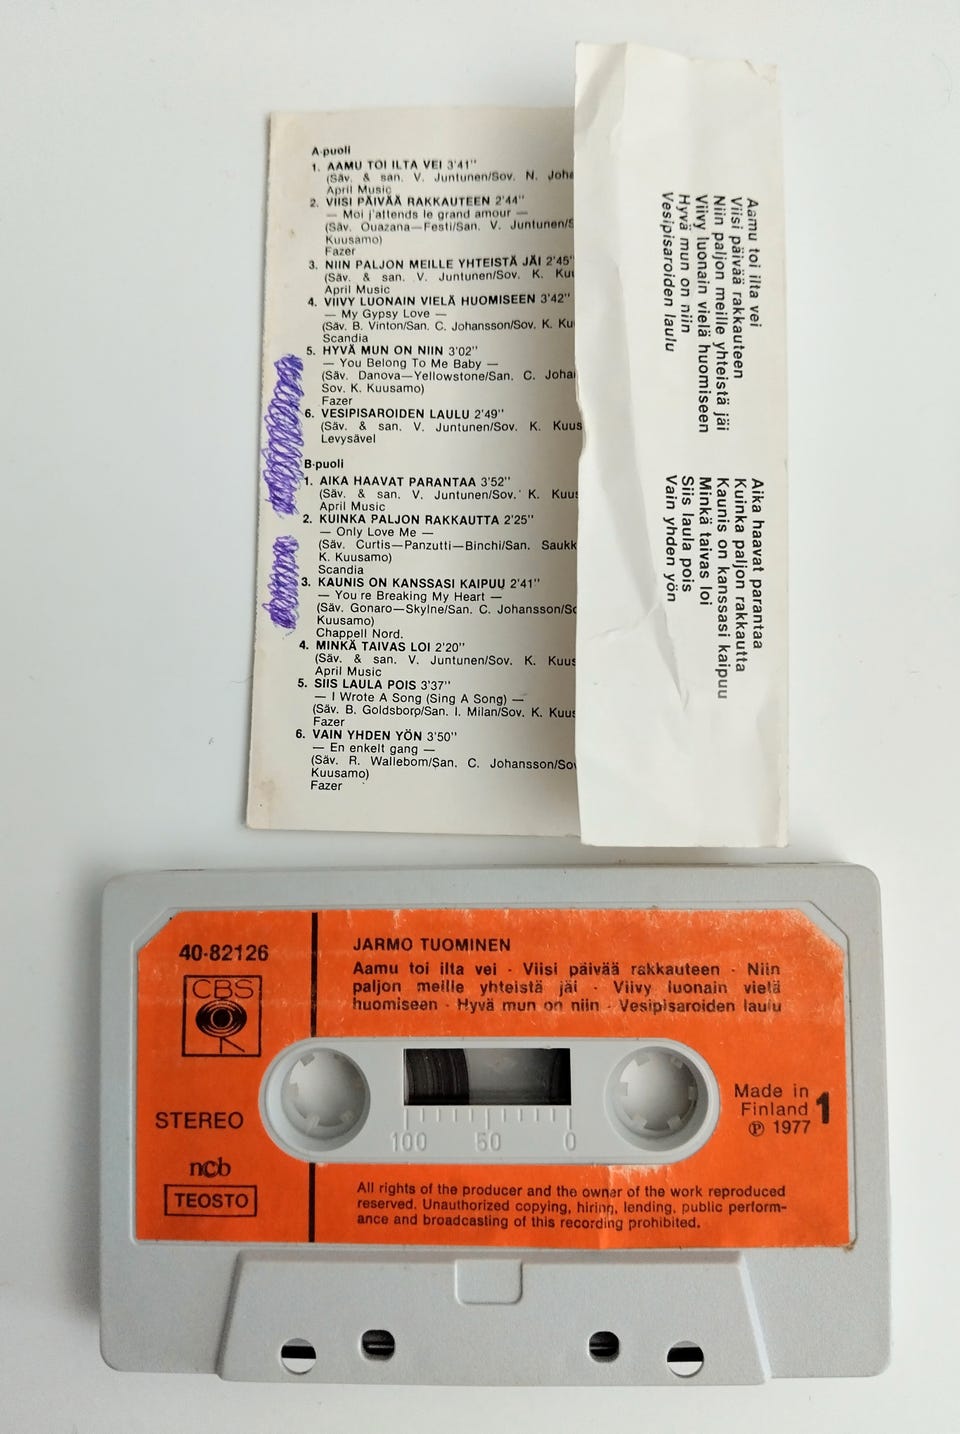 A-puoli
1. AAMU TOI ILTA VEI 3'41"
(Säv. & san. V. Juntunen/Sov. N.
April Music
2. VIISI PÄIVÄÄ RAKKAUTEEN 2'44"
— Moi j'attends le grand amour —
(Säv. Ouazana—Festi/San. V. Juntunen/S
Kuusamo)
Fazer
3. NIIN PALJON MEILLE YHTEISTÄ JÄI 2'45"
(Säv. & san. V. Juntunen/Sov. K.
April Music
4. VIIVY LUONAIN VIELÄ HUOMISEEN 3'42"
— My Gypsy Love —
(Säv. B. Vinton/San. C. Johansson/Sov. K. Ku
Scandia
5. HYVÄ MUN ON NIIN 3'02"
— You Belong To Me Baby —
(Säv. Danova—Yellowstone/San. C. Joha
Sov. K. Kuusamo)
Fazer
6. VESIPISAROIDEN LAULU 2'49"
(Säv. & san. V. Juntunen/Sov. K. Kuus
Levysävel
B-puoli
1. AIKA HAAVAT PARANTAA 3'52"
(Säv. & san. V. Juntunen/Sov. K. Kuus
April Music
2. KUINKA PALJON RAKKAUTTA 2'25"
— Only Love Me —
(Säv. Curtis—Panzutti—Binchi/San. Saukk
K. Kuusamo)
Scandia
3. KAUNIS ON KANSSASI KAIPUU 2'41"
— You re Breaking My Heart —
(Säv. Gonaro—Skylne/San. C. Johansson/So
Kuusamo)
Chappell Nord.
4. MINKÄ TAIVAS LOI 2'20"
(Säv. & san. V. Juntunen/Sov. K. Kuus
April Music
5. SIIS LAULA POIS 3'37"
— I Wrote A Song (Sing A Song) —
(Säv. B. Goldsborp/San. I. Milan/Sov. K. Kuus
Fazer
6. VAIN YHDEN YÖN 3'50"
— En enkelt gang —
(Säv. R. Wallebom/San. C. Johansson/Sov
Kuusamo)
Fazer
Aamu toi ilta vei
Viisi päivää rakkauteen
Niin paljon meille yhteistä jäi
Viivy luonain vielä huomiseen
Hyvä mun on niin
Vesipisaroiden laulu
Aika haavat parantaa
Kuinka paljon rakkautta
Kaunis on kanssasi kaipuu
Minkä taivas loi
Siis laula pois
Vain yhden yön
40-82126
CBS
STEREO
ncb
TEOSTO
JARMO TUOMINEN
Aamu toi ilta vei · Viisi päivää rakkauteen · Niin
paljon meille yhteistä jäi · Viivy luonain vielä
huomiseen · Hyvä mun on niin · Vesipisaroiden laulu
100 50 0
Made in
Finland 1
℗ 1977
All rights of the producer and the owner of the work reproduced
reserved. Unauthorized copying, hiring, lending, public perform-
ance and broadcasting of this recording prohibited.